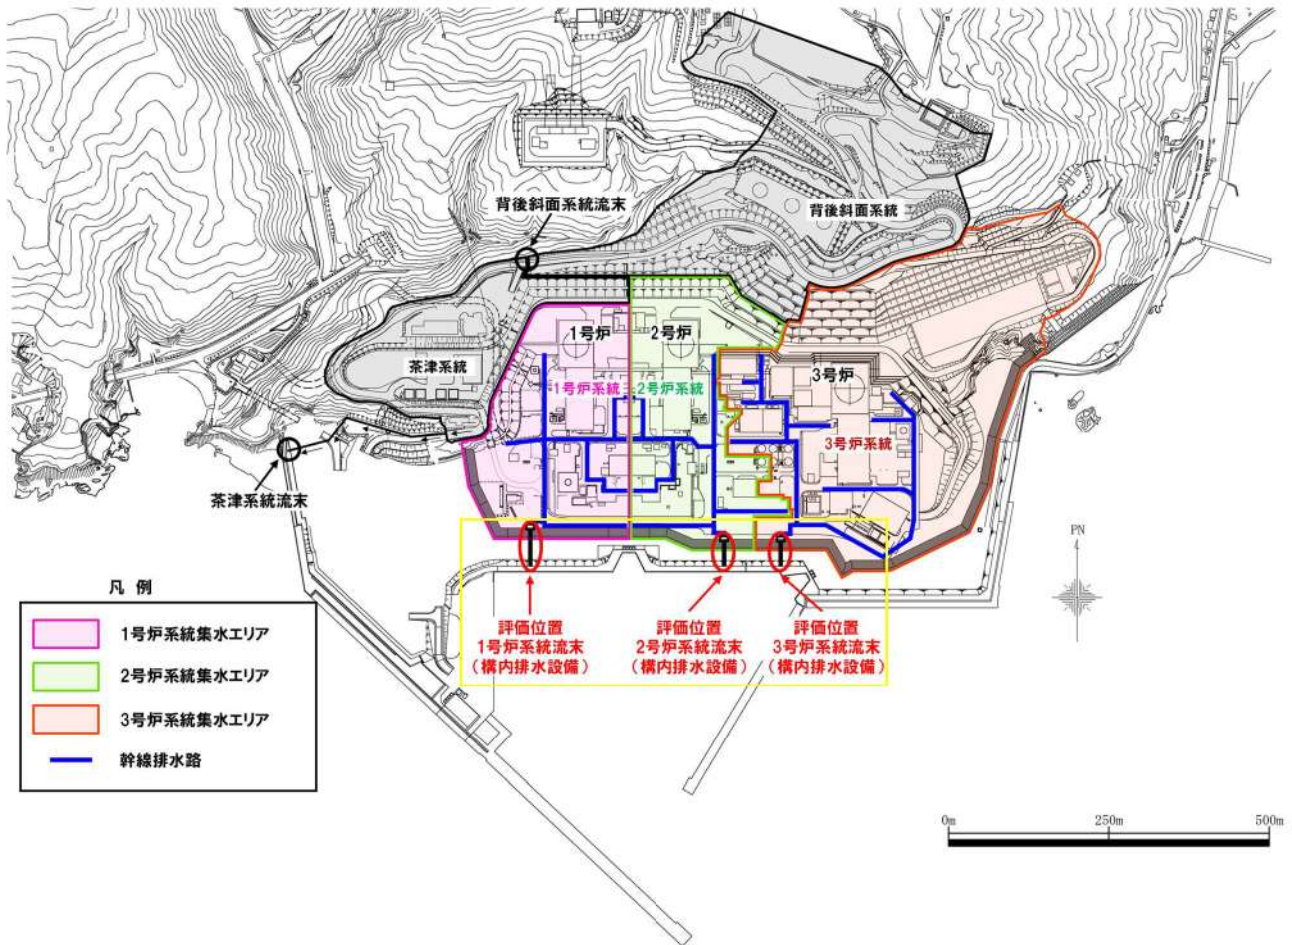 背後斜面系統流末
背後斜面系統
1号炉
2号炉
3号炉
茶津系統
1号炉系統
2号炉系統
3号炉系統
茶津系統流末
PN
評価位置
1号炉系統流末
(構内排水設備)
評価位置
2号炉系統流末
(構内排水設備)
評価位置
3号炉系統流末
(構内排水設備)
凡 例
1号炉系統集水エリア
2号炉系統集水エリア
3号炉系統集水エリア
幹線排水路
0m 250m 500m